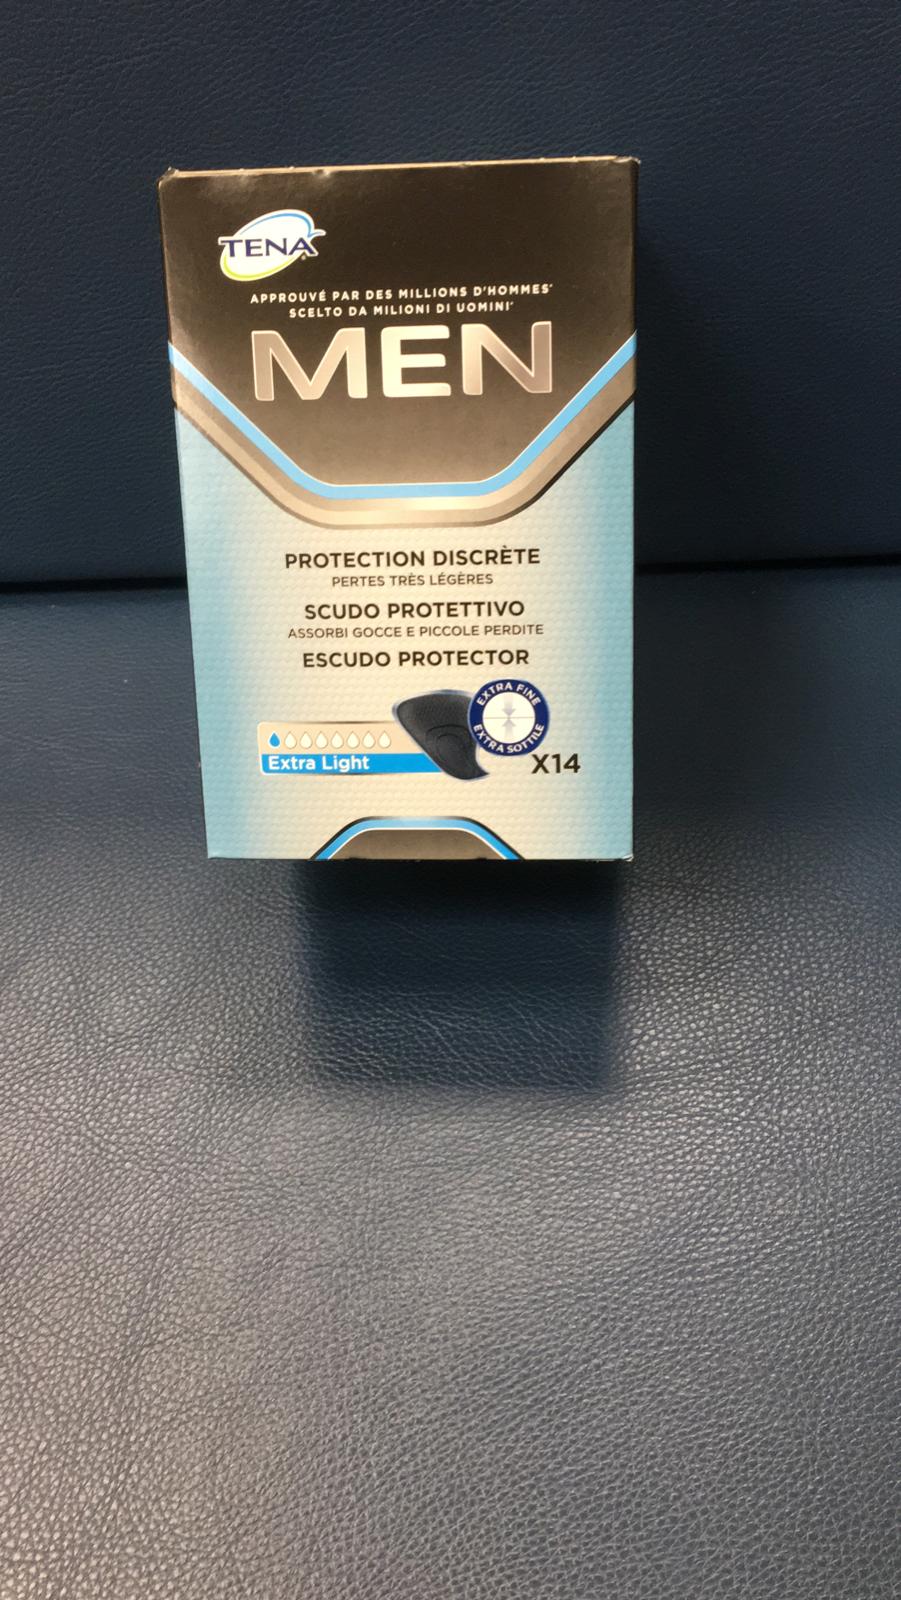 TENA
APPROUVÉ PAR DES MILLIONS D'HOMMES*
SCELTO DA MILIONI DI UOMINI*
MEN
PROTECTION DISCRÈTE
PERTES TRÈS LÉGÈRES
SCUDO PROTETTIVO
ASSORBI GOCCE E PICCOLE PERDITE
ESCUDO PROTECTOR
EXTRA FINE
EXTRA SOTTILE
Extra Light
X14